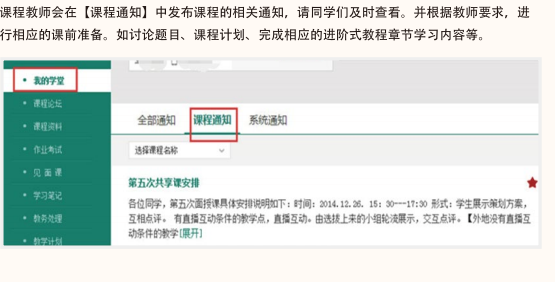 课程教师会在【课程通知】中发布课程的相关通知，请同学们及时查看。并根据教师要求，进
行相应的课前准备。如讨论题目、课程计划、完成相应的进阶式教程章节学习内容等。
我的学堂
课程论坛
课程资料
作业考试
见面课
学习笔记
教务处理
教学计划
全部通知 课程通知 系统通知
选择课程名称
第五次共享课安排
各位同学，第五次面授课具体安排说明如下：时间：2014.12.26. 15：30---17:30 形式：学生展示策划方案，
互相点评。 有直播互动条件的教学点，直播互动。由选拔上来的小组轮流展示，交互点评。【外地没有直播互
动条件的教学[展开]